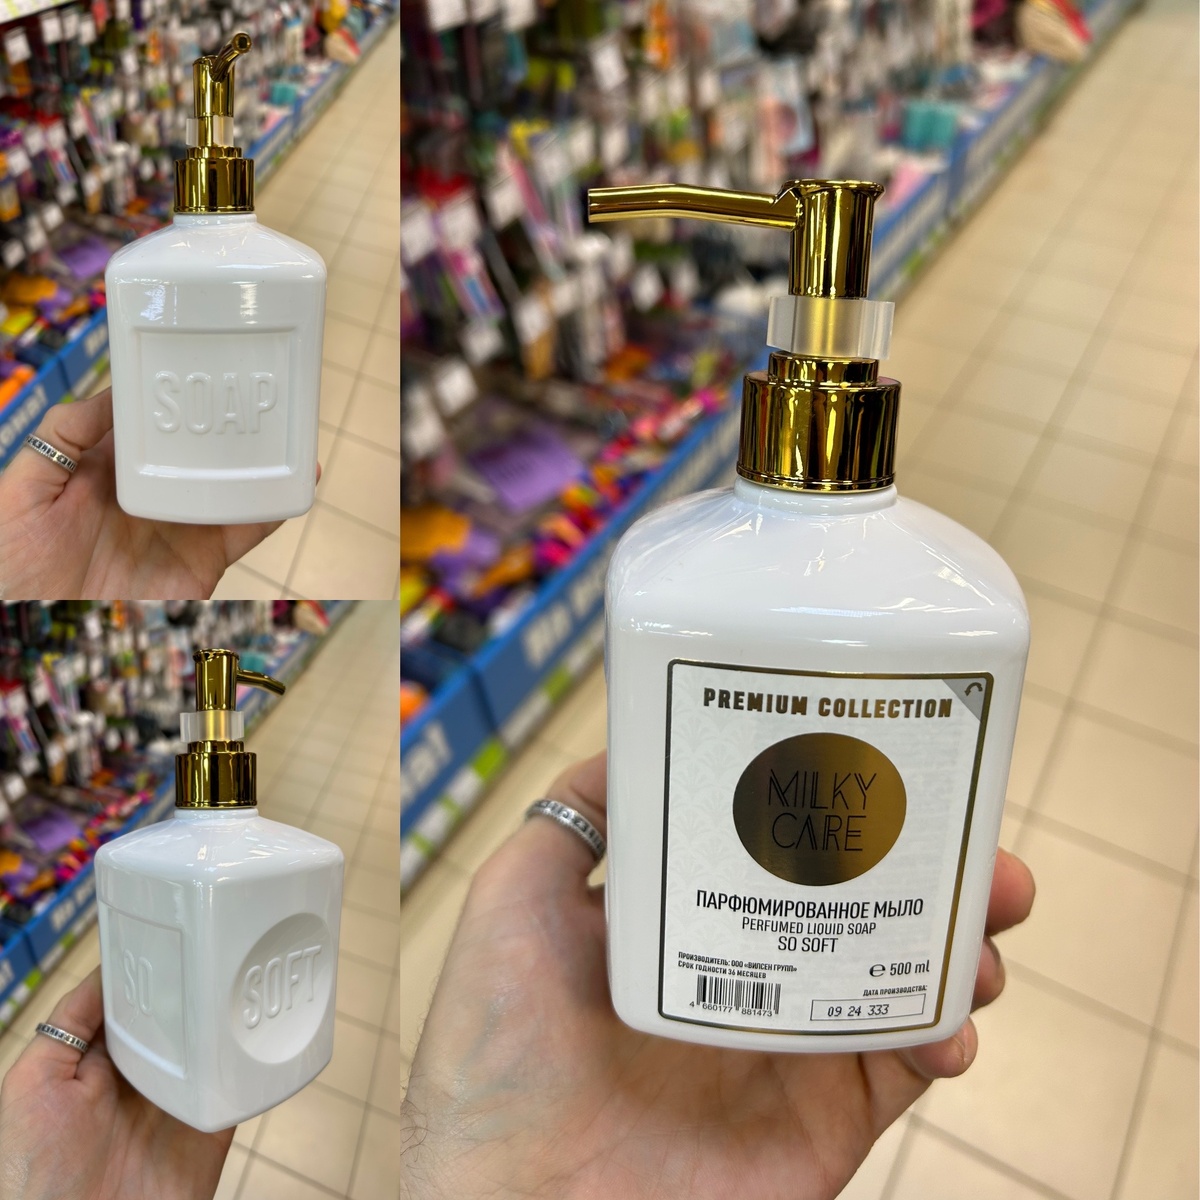 SOAP
SO
SOFT
PREMIUM COLLECTION
MILKY
CARE
ПАРФЮМИРОВАННОЕ МЫЛО
PERFUMED LIQUID SOAP
SO SOFT
ПРОИЗВОДИТЕЛЬ: ООО «ВИЛСЕН ГРУПП»
СРОК ГОДНОСТИ 36 МЕСЯЦЕВ
℮ 500 ml
ДАТА ПРОИЗВОДСТВА:
09 24 333
4 660177 881473